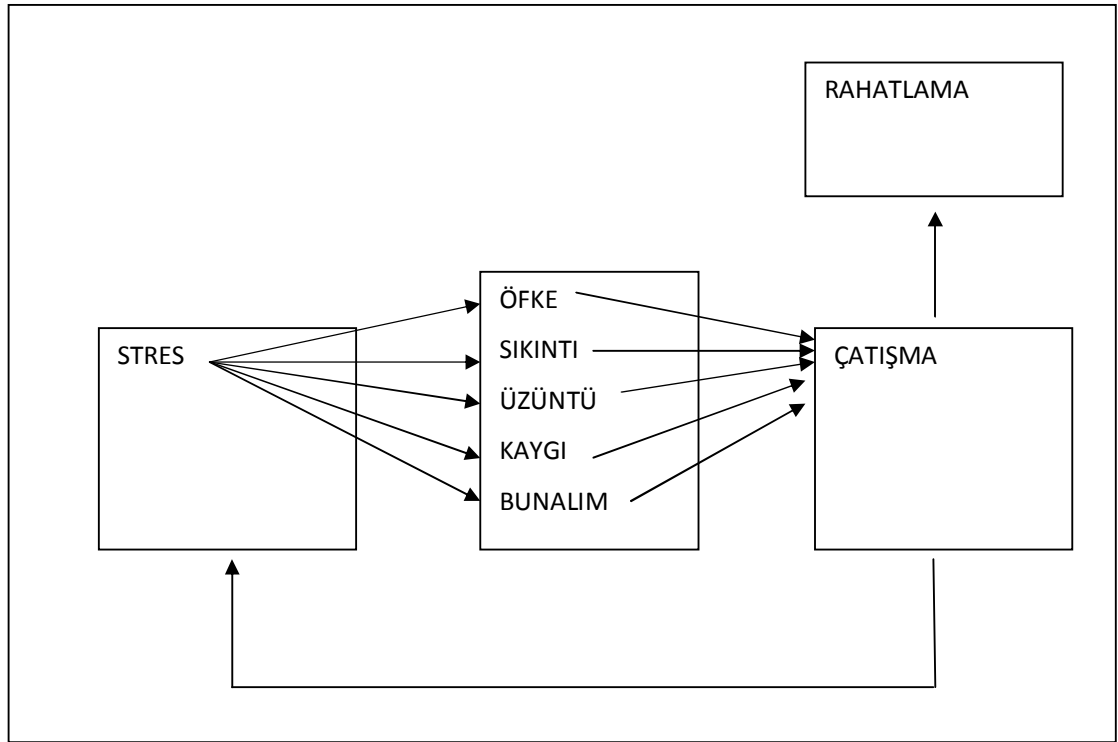 RAHATLAMA
STRES
ÖFKE
SIKINTI
ÜZÜNTÜ
KAYGI
BUNALIM
ÇATIŞMA